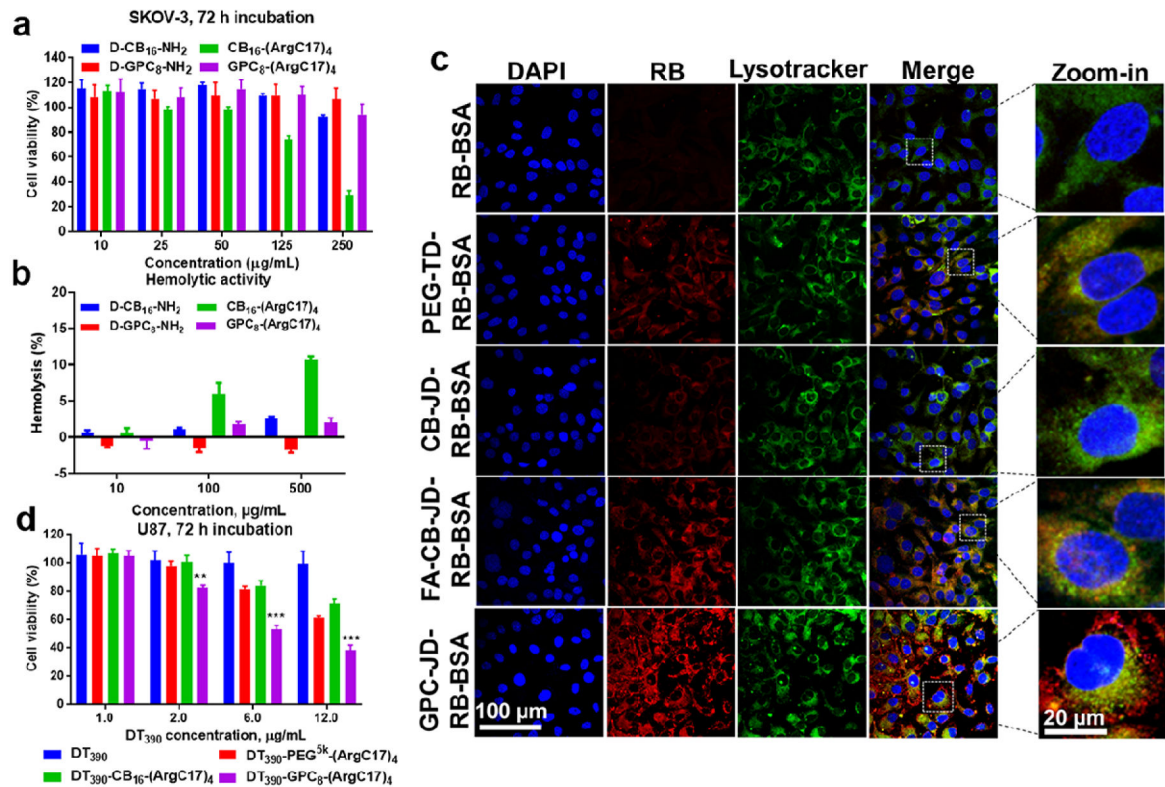 a
SKOV-3, 72 h incubation
D-CB16-NH2 CB16-(ArgC17)4
D-GPC8-NH2 GPC8-(ArgC17)4
Cell viability (%)
140
120
100
80
60
40
20
0
10 25 50 125 250
Concentration (µg/mL)
b
Hemolytic activity
D-CB16-NH2 CB16-(ArgC17)4
D-GPC8-NH2 GPC8-(ArgC17)4
Hemolysis (%)
20
15
10
5
0
-5
10 100 500
Concentration, µg/mL
d
U87, 72 h incubation
Cell viability (%)
120
100
80
60
40
20
0
**
***
***
1.0 2.0 6.0 12.0
DT390 concentration, µg/mL
DT390 DT390-PEG5k-(ArgC17)4
DT390-CB16-(ArgC17)4 DT390-GPC8-(ArgC17)4
c
DAPI RB Lysotracker Merge Zoom-in
RB-BSA
PEG-TD-
RB-BSA
CB-JD-
RB-BSA
FA-CB-JD-
RB-BSA
GPC-JD-
RB-BSA
100 µm
20 µm